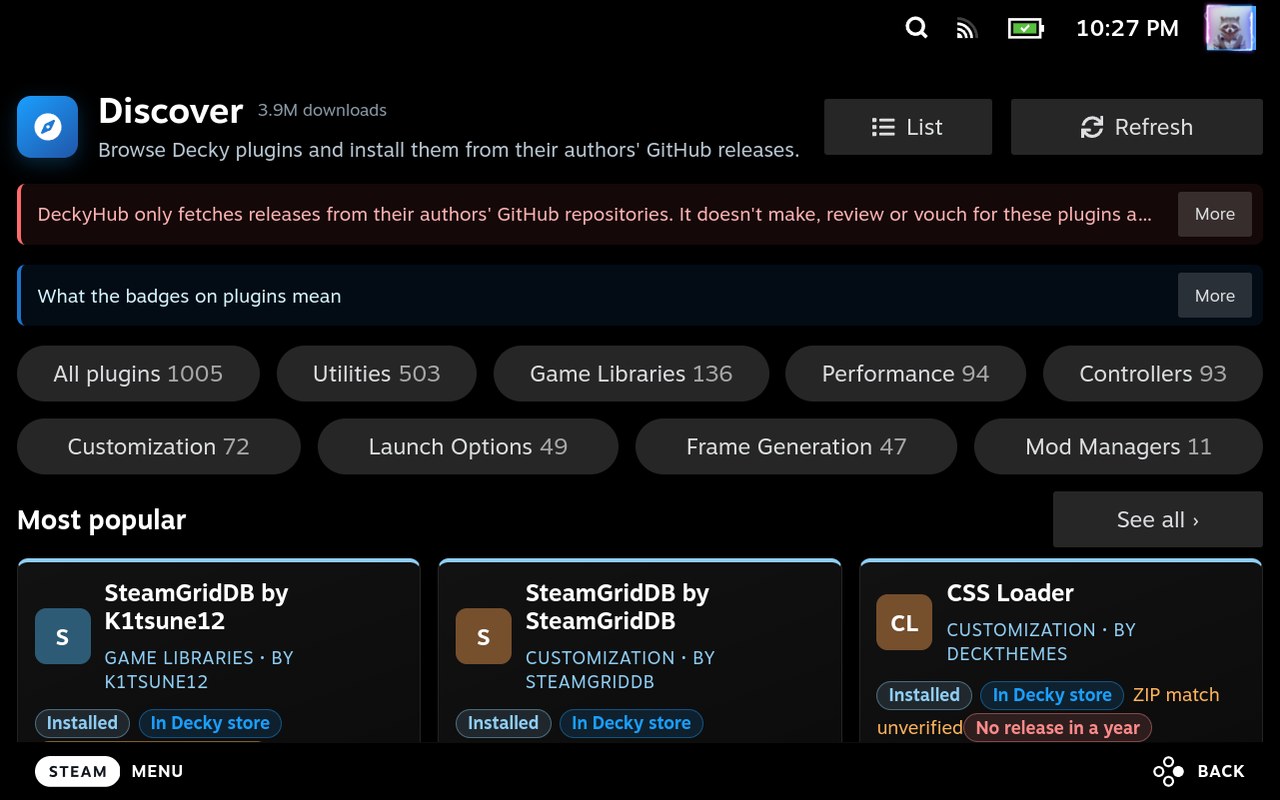 10:27 PM
Discover 3.9M downloads
Browse Decky plugins and install them from their authors' GitHub releases.
List
Refresh
DeckyHub only fetches releases from their authors' GitHub repositories. It doesn't make, review or vouch for these plugins a...
More
What the badges on plugins mean
More
All plugins 1005
Utilities 503
Game Libraries 136
Performance 94
Controllers 93
Customization 72
Launch Options 49
Frame Generation 47
Mod Managers 11
Most popular
See all ›
S
SteamGridDB by
K1tsune12
GAME LIBRARIES · BY
K1TSUNE12
Installed
In Decky store
S
SteamGridDB by
SteamGridDB
CUSTOMIZATION · BY
STEAMGRIDDB
Installed
In Decky store
CL
CSS Loader
CUSTOMIZATION · BY
DECKTHEMES
Installed
In Decky store
ZIP match
unverified
No release in a year
STEAM MENU
BACK